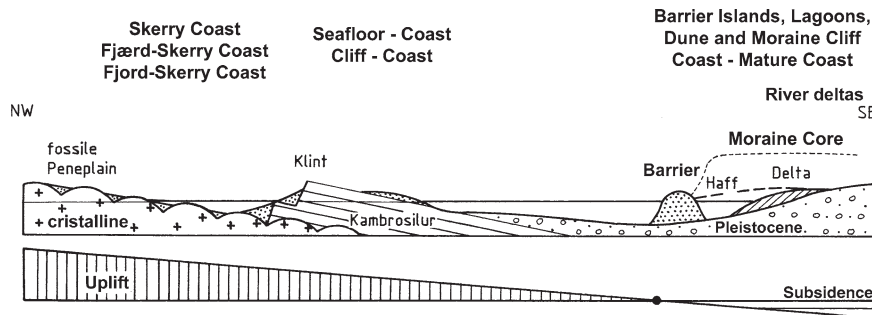 Skerry Coast
Fjærd-Skerry Coast
Fjord-Skerry Coast
Seafloor - Coast
Cliff - Coast
Barrier Islands, Lagoons,
Dune and Moraine Cliff
Coast - Mature Coast
River deltas
NW
SE
fossile
Peneplain
Klint
Moraine Core
Barrier
Haff
Delta
cristalline
Kambrosilur
Pleistocene
Uplift
Subsidence